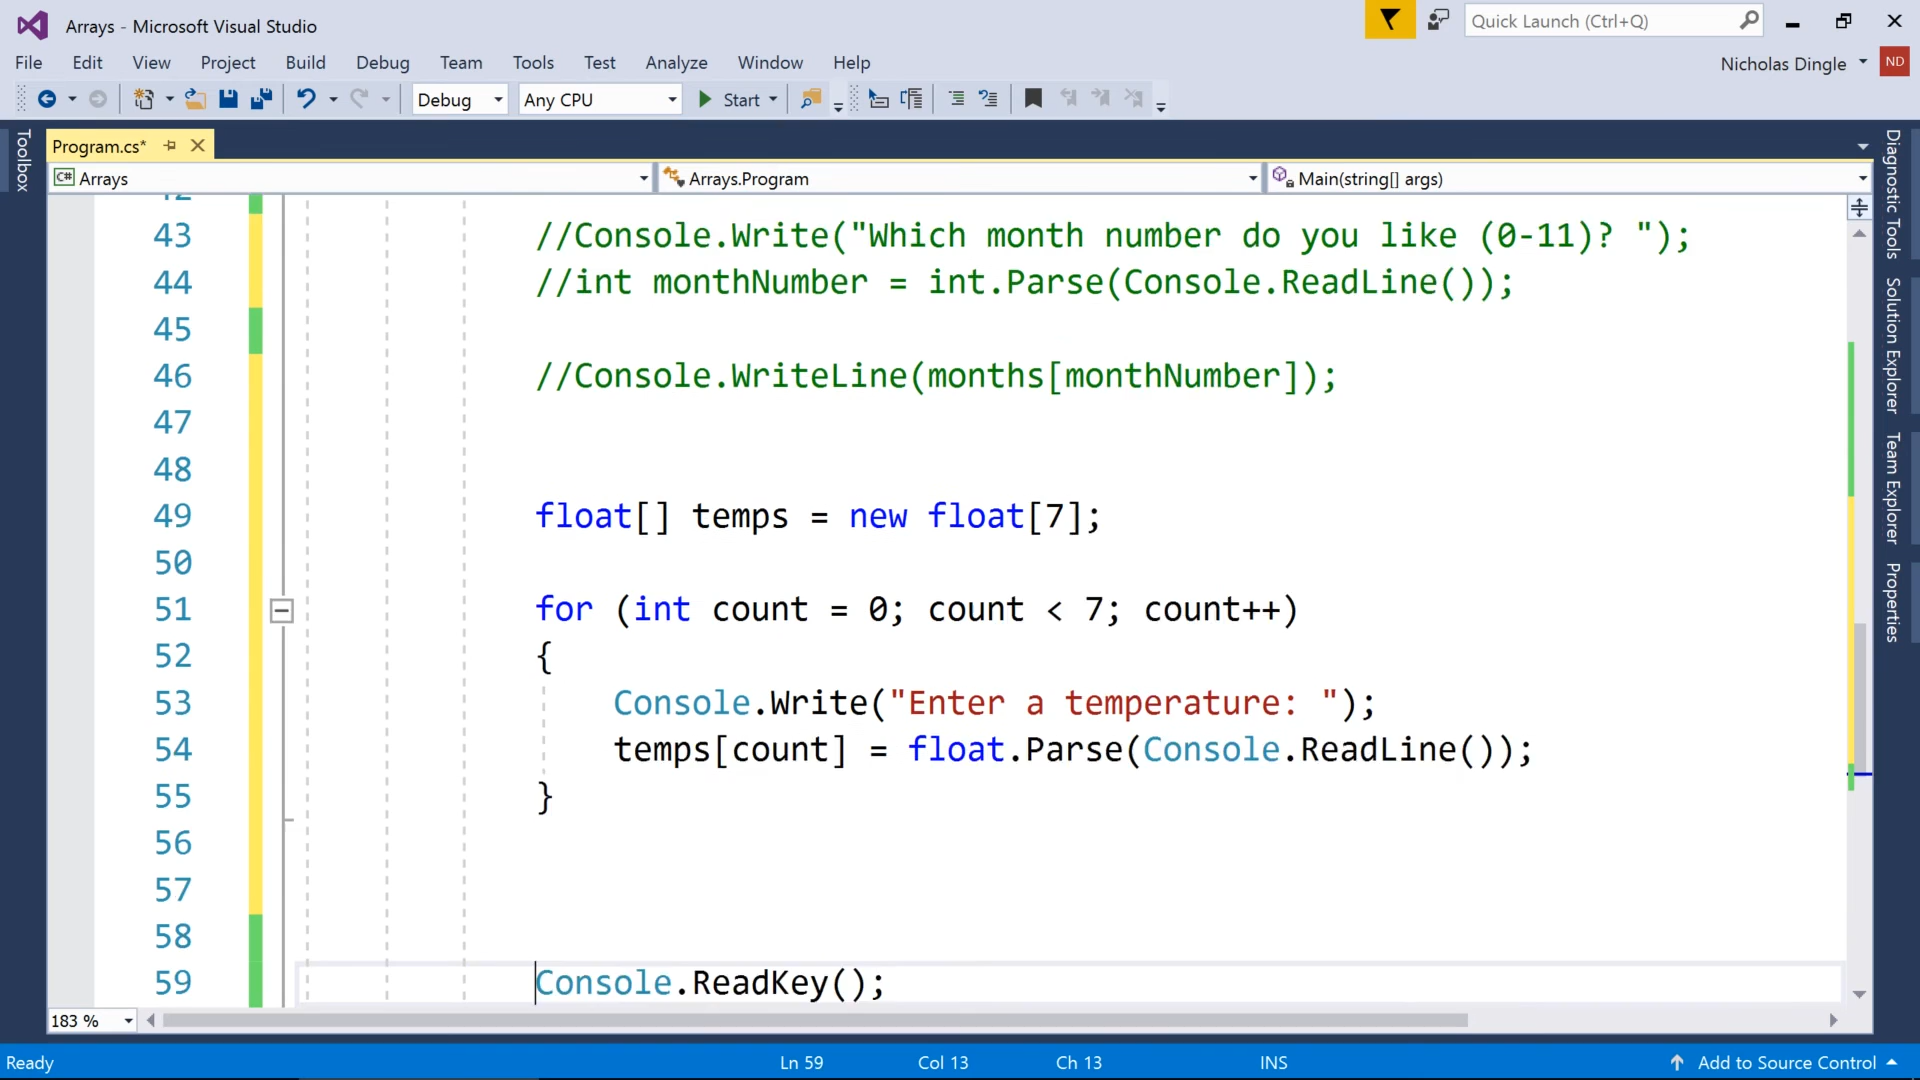 Arrays - Microsoft Visual Studio
Quick Launch (Ctrl+Q)
File Edit View Project Build Debug Team Tools Test Analyze Window Help
Nicholas Dingle ND
Debug Any CPU Start
Toolbox
Program.cs*
C# Arrays Arrays.Program Main(string[] args)
43 //Console.Write("Which month number do you like (0-11)? ");
44 //int monthNumber = int.Parse(Console.ReadLine());
45
46 //Console.WriteLine(months[monthNumber]);
47
48
49 float[] temps = new float[7];
50
51 for (int count = 0; count < 7; count++)
52 {
53 Console.Write("Enter a temperature: ");
54 temps[count] = float.Parse(Console.ReadLine());
55 }
56
57
58
59 Console.ReadKey();
Diagnostic Tools
Solution Explorer
Team Explorer
Properties
183 %
Ready Ln 59 Col 13 Ch 13 INS Add to Source Control